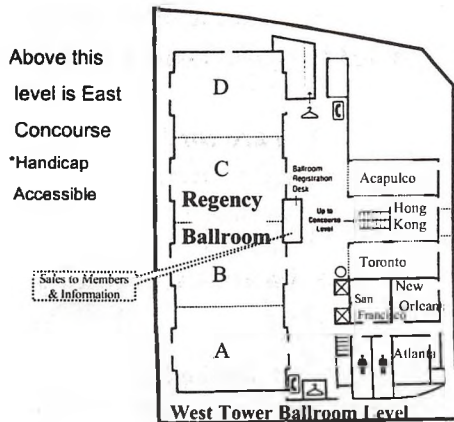 Above this
level is East
Concourse
*Handicap
Accessible
D
C
Regency
Ballroom
B
A
Ballroom
Registration
Desk
Up to
Concourse
Level
Acapulco
Hong
Kong
Toronto
San
Francisco
New
Orleans
Atlanta
Sales to Members
& Information
West Tower Ballroom Level